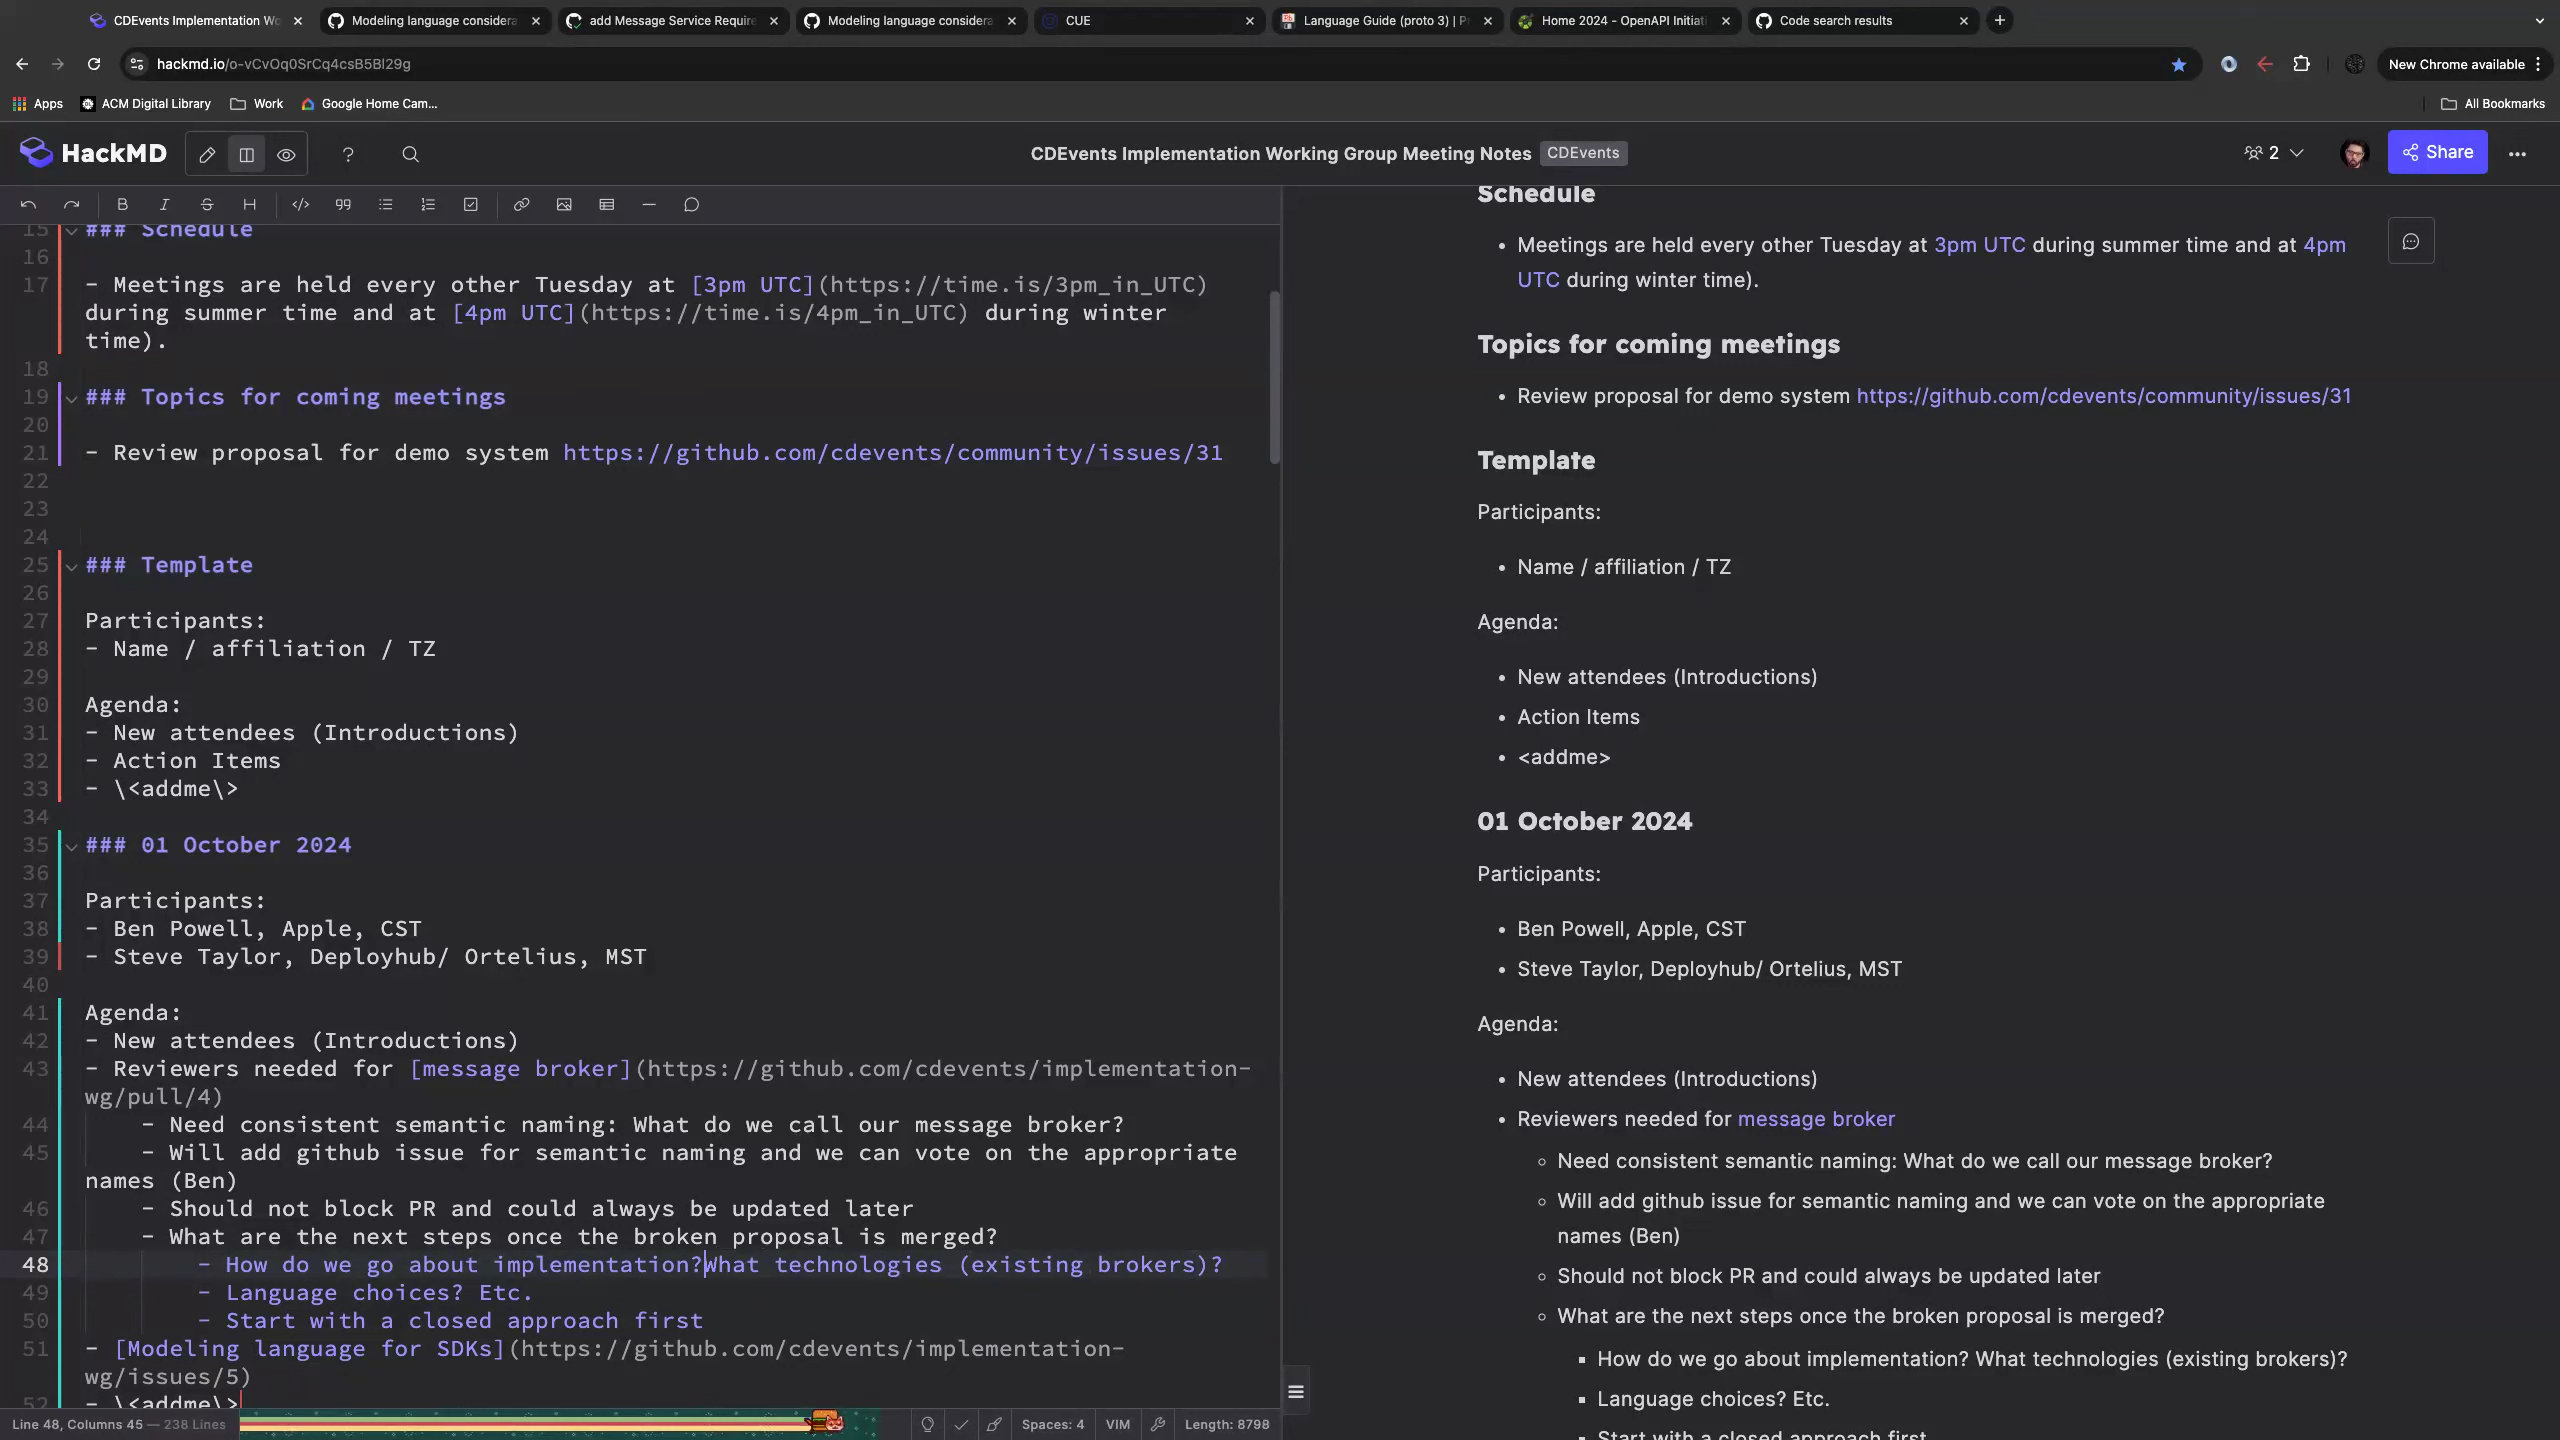 CDEvents Implementation Wo
Modeling language considera
add Message Service Require
Modeling language considera
CUE
Language Guide (proto 3) | P
Home 2024 - OpenAPI Initiati
Code search results
hackmd.io/o-vCvOq0SrCq4csB5Bl29g
New Chrome available
Apps
ACM Digital Library
Work
Google Home Cam...
All Bookmarks
HackMD
CDEvents Implementation Working Group Meeting Notes
CDEvents
2
Share
15 ### Schedule
16
17 - Meetings are held every other Tuesday at [3pm UTC](https://time.is/3pm_in_UTC)
during summer time and at [4pm UTC](https://time.is/4pm_in_UTC) during winter
time).
18
19 ### Topics for coming meetings
20
21 - Review proposal for demo system https://github.com/cdevents/community/issues/31
22
23
24
25 ### Template
26
27 Participants:
28 - Name / affiliation / TZ
29
30 Agenda:
31 - New attendees (Introductions)
32 - Action Items
33 - \<addme\>
34
35 ### 01 October 2024
36
37 Participants:
38 - Ben Powell, Apple, CST
39 - Steve Taylor, Deployhub/ Ortelius, MST
40
41 Agenda:
42 - New attendees (Introductions)
43 - Reviewers needed for [message broker](https://github.com/cdevents/implementation-
wg/pull/4)
44 - Need consistent semantic naming: What do we call our message broker?
45 - Will add github issue for semantic naming and we can vote on the appropriate
names (Ben)
46 - Should not block PR and could always be updated later
47 - What are the next steps once the broken proposal is merged?
48 - How do we go about implementation?What technologies (existing brokers)?
49 - Language choices? Etc.
50 - Start with a closed approach first
51 - [Modeling language for SDKs](https://github.com/cdevents/implementation-
wg/issues/5)
52 - \<addme\>
Line 48, Columns 45 — 238 Lines
Spaces: 4
VIM
Length: 8798
Schedule
• Meetings are held every other Tuesday at 3pm UTC during summer time and at 4pm
UTC during winter time).
Topics for coming meetings
• Review proposal for demo system https://github.com/cdevents/community/issues/31
Template
Participants:
• Name / affiliation / TZ
Agenda:
• New attendees (Introductions)
• Action Items
• <addme>
01 October 2024
Participants:
• Ben Powell, Apple, CST
• Steve Taylor, Deployhub/ Ortelius, MST
Agenda:
• New attendees (Introductions)
• Reviewers needed for message broker
◦ Need consistent semantic naming: What do we call our message broker?
◦ Will add github issue for semantic naming and we can vote on the appropriate
names (Ben)
◦ Should not block PR and could always be updated later
◦ What are the next steps once the broken proposal is merged?
▪ How do we go about implementation? What technologies (existing brokers)?
▪ Language choices? Etc.
▪ Start with a closed approach first